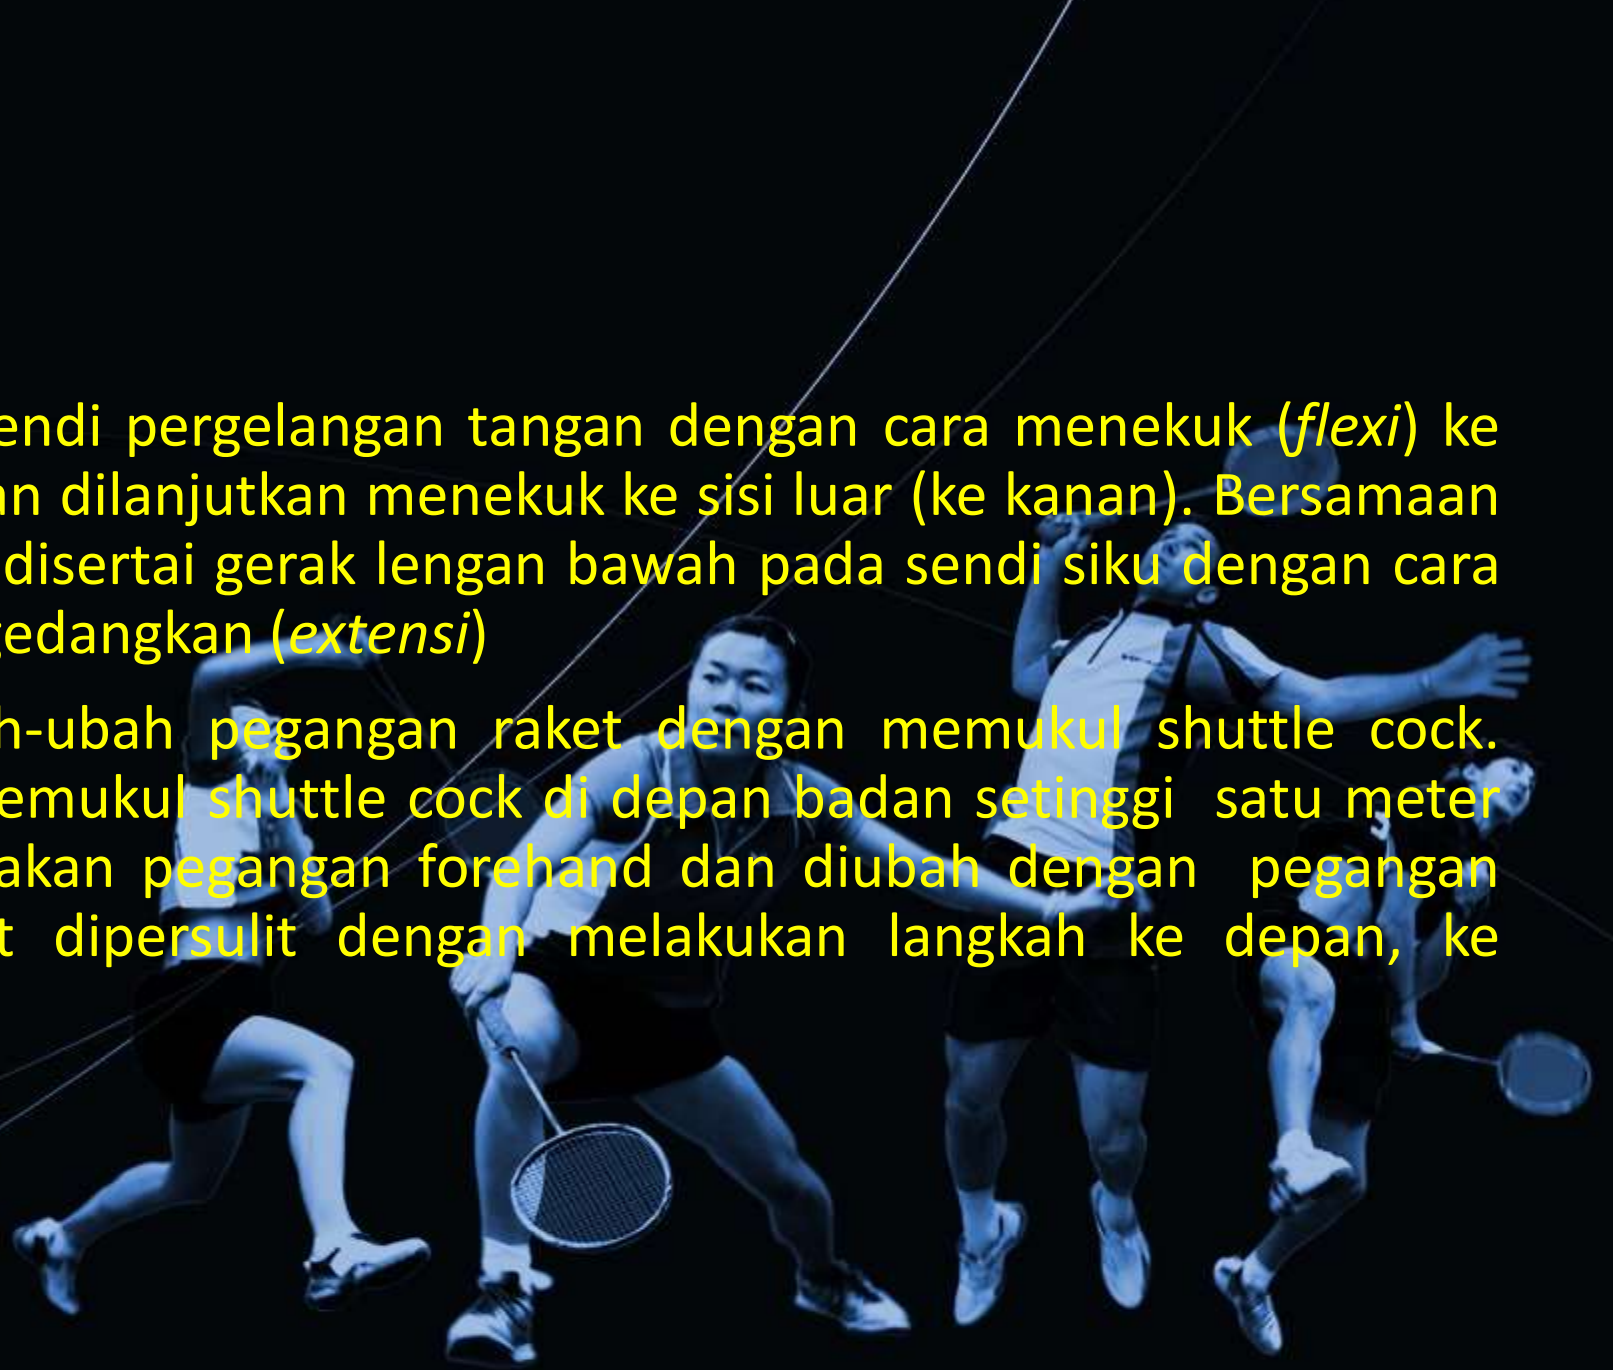 endi pergelangan tangan dengan cara menekuk (flexi) ke
an dilanjutkan menekuk ke sisi luar (ke kanan). Bersamaan
disertai gerak lengan bawah pada sendi siku dengan cara
gedangkan (extensi)
h-ubah pegangan raket dengan memukul shuttle cock.
emukul shuttle cock di depan badan setinggi satu meter
akan pegangan forehand dan diubah dengan pegangan
t dipersulit dengan melakukan langkah ke depan, ke